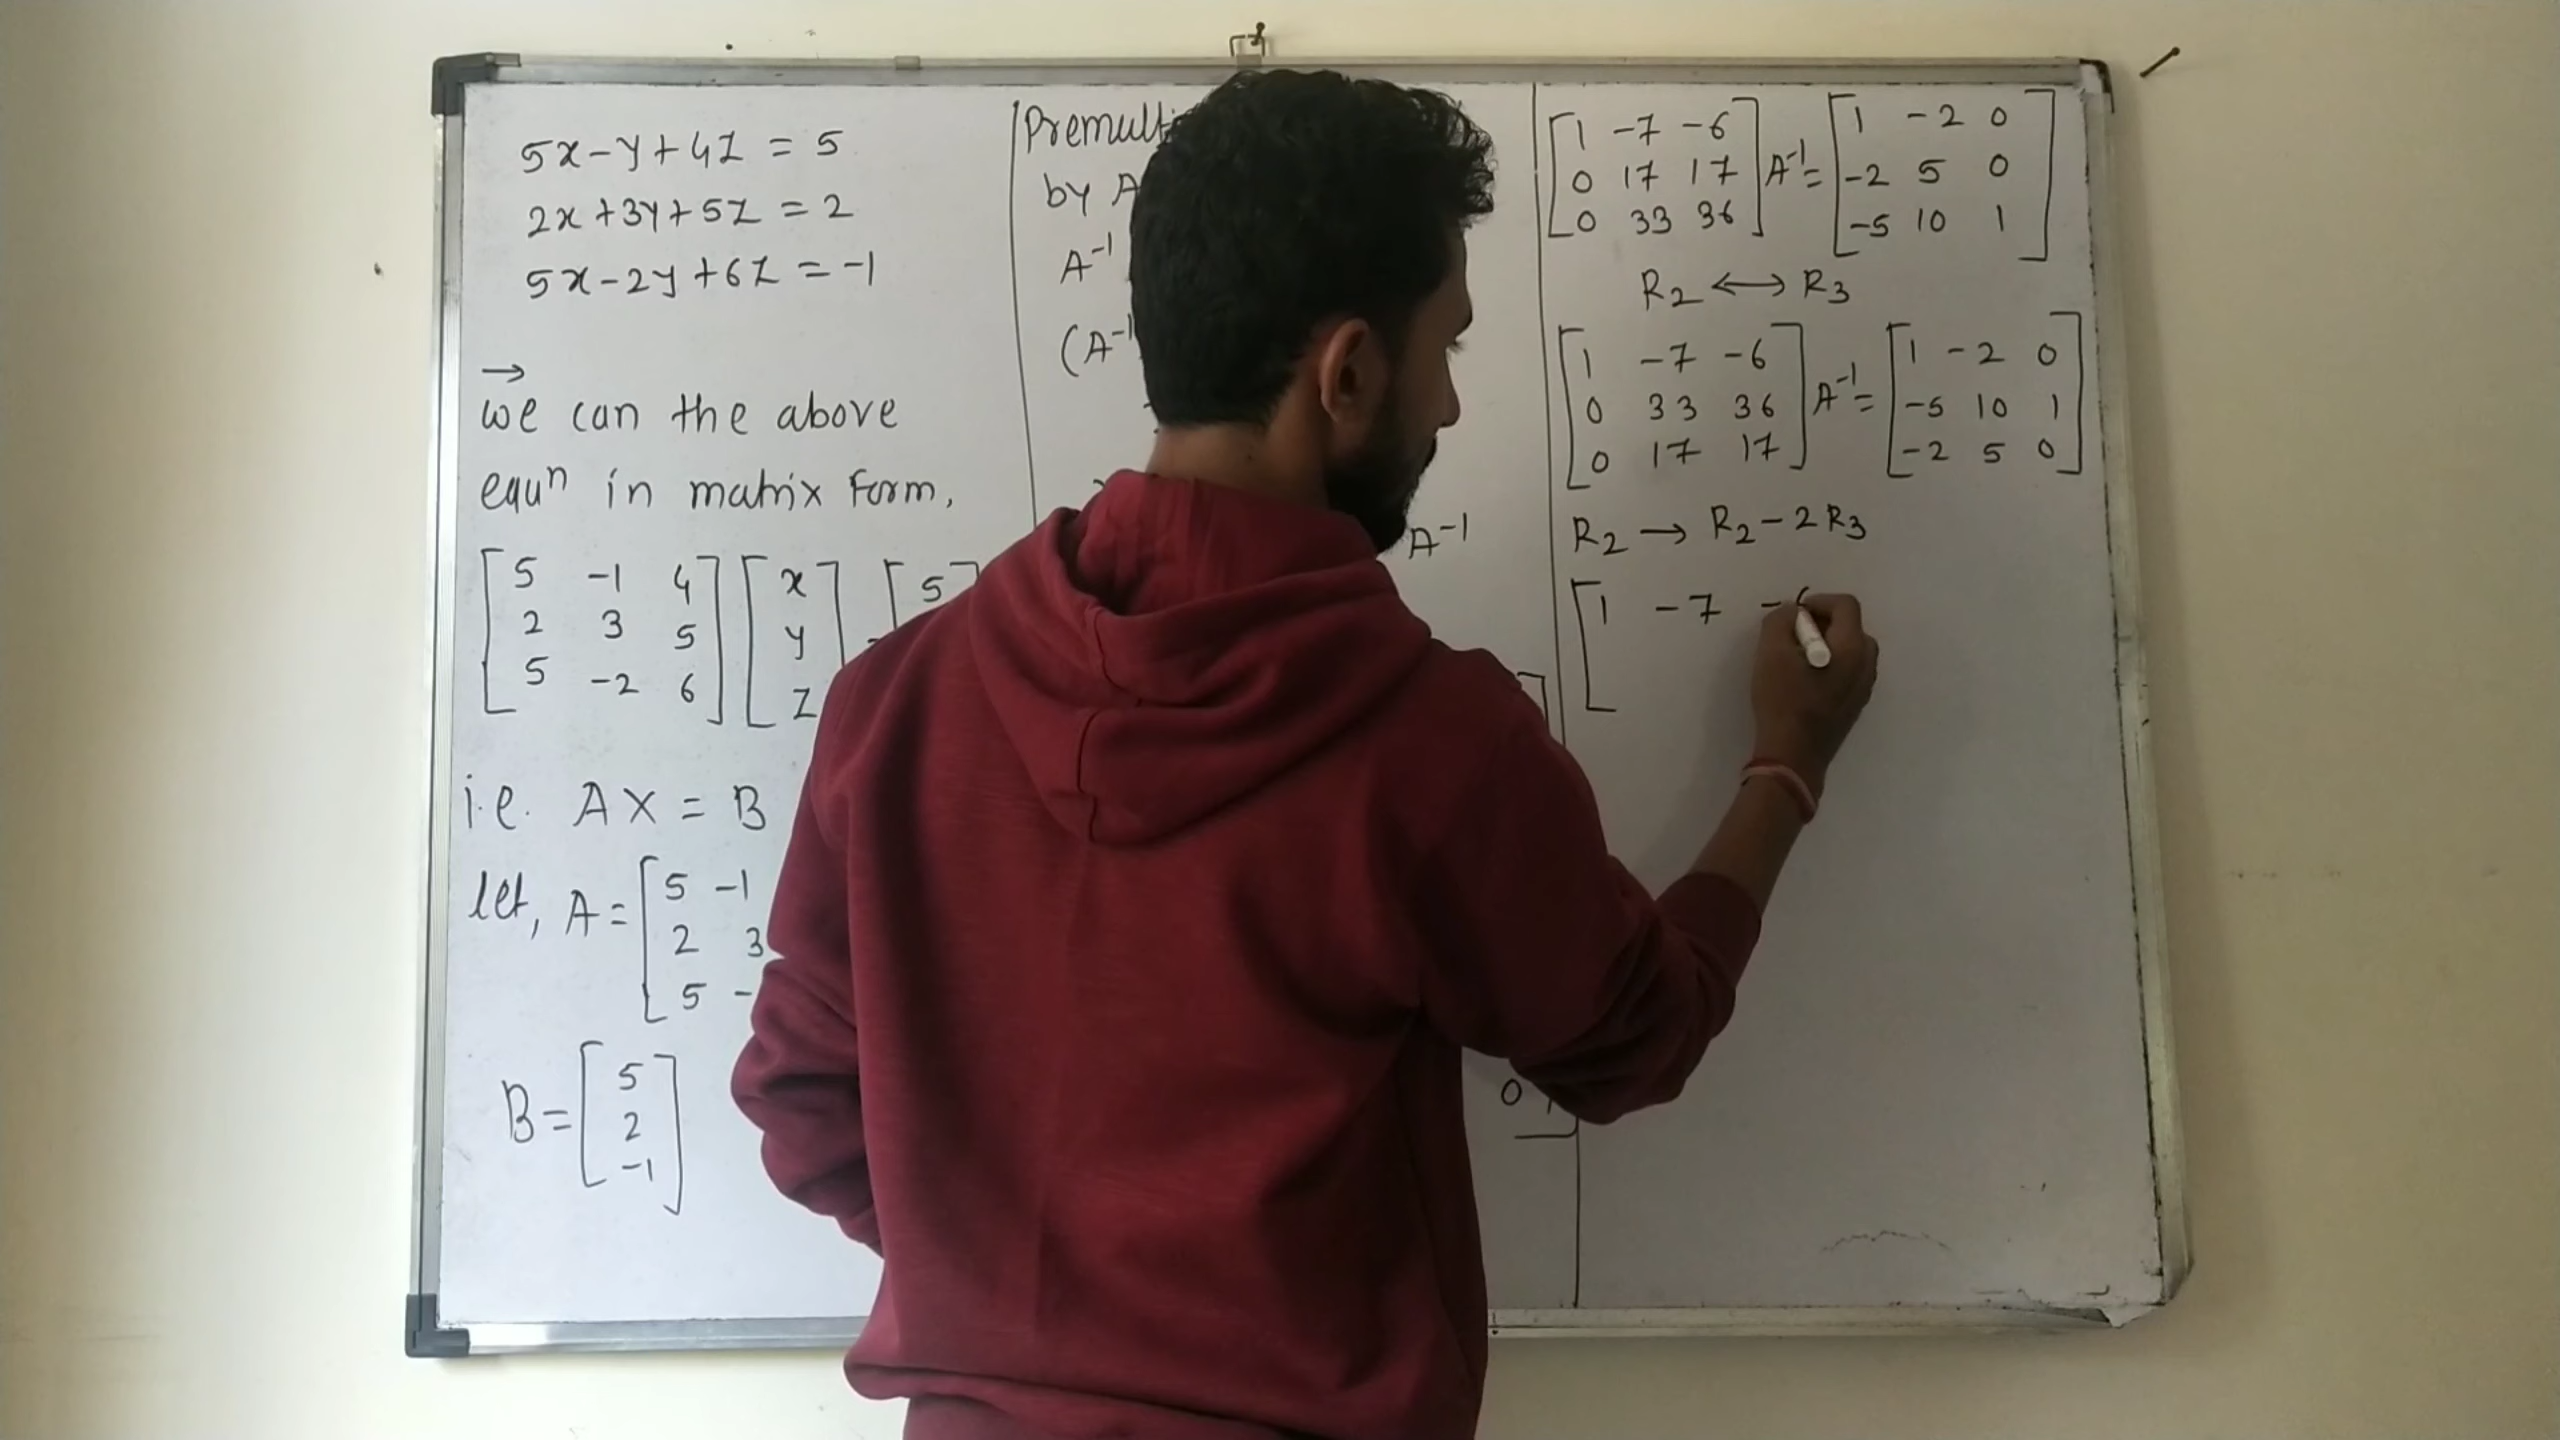 5x-y+4z = 5
2x+3y+5z = 2
5x-2y+6z = -1
→
we can the above
equⁿ in matrix form,
[5 -1 4] [x] [5
[2 3 5] [y]
[5 -2 6] [z
i.e. AX = B
let, A = [5 -1
2 3
5 -
B = [5]
[2]
[-1]
by A
A⁻¹
(A⁻¹
A⁻¹
0
[1 -7 -6] [1 -2 0]
[0 17 17] A⁻¹ = [-2 5 0]
[0 33 36] [-5 10 1]
R2 ↔ R3
[1 -7 -6] [1 -2 0]
[0 33 36] A⁻¹ = [-5 10 1]
[0 17 17] [-2 5 0]
R2 → R2 - 2R3
[1 -7 -6